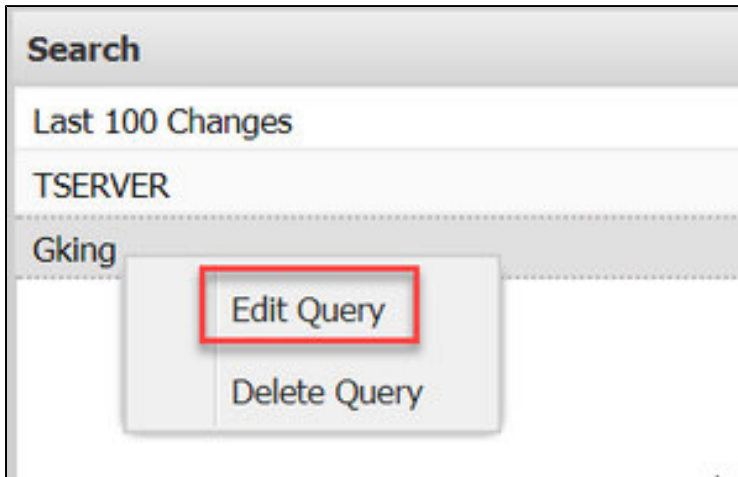 Search
Last 100 Changes
TSERVER
Gking
Edit Query
Delete Query